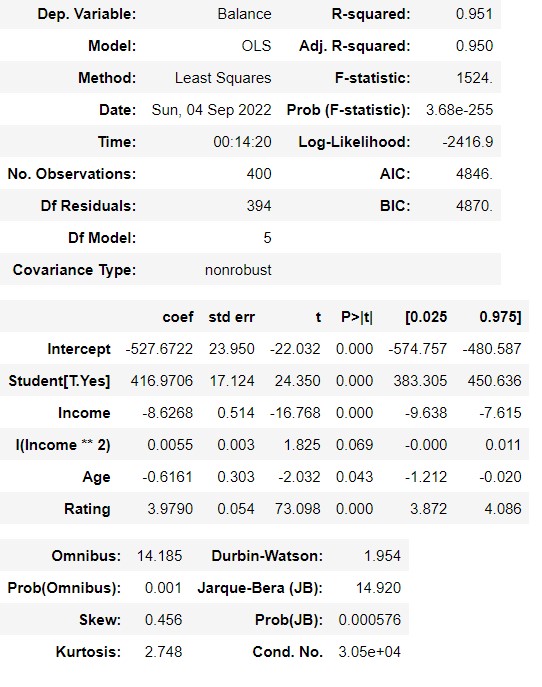 Dep. Variable: Balance R-squared: 0.951
Model: OLS Adj. R-squared: 0.950
Method: Least Squares F-statistic: 1524.
Date: Sun, 04 Sep 2022 Prob (F-statistic): 3.68e-255
Time: 00:14:20 Log-Likelihood: -2416.9
No. Observations: 400 AIC: 4846.
Df Residuals: 394 BIC: 4870.
Df Model: 5
Covariance Type: nonrobust
coef std err t P>|t| [0.025 0.975]
Intercept -527.6722 23.950 -22.032 0.000 -574.757 -480.587
Student[T.Yes] 416.9706 17.124 24.350 0.000 383.305 450.636
Income -8.6268 0.514 -16.768 0.000 -9.638 -7.615
I(Income ** 2) 0.0055 0.003 1.825 0.069 -0.000 0.011
Age -0.6161 0.303 -2.032 0.043 -1.212 -0.020
Rating 3.9790 0.054 73.098 0.000 3.872 4.086
Omnibus: 14.185 Durbin-Watson: 1.954
Prob(Omnibus): 0.001 Jarque-Bera (JB): 14.920
Skew: 0.456 Prob(JB): 0.000576
Kurtosis: 2.748 Cond. No. 3.05e+04